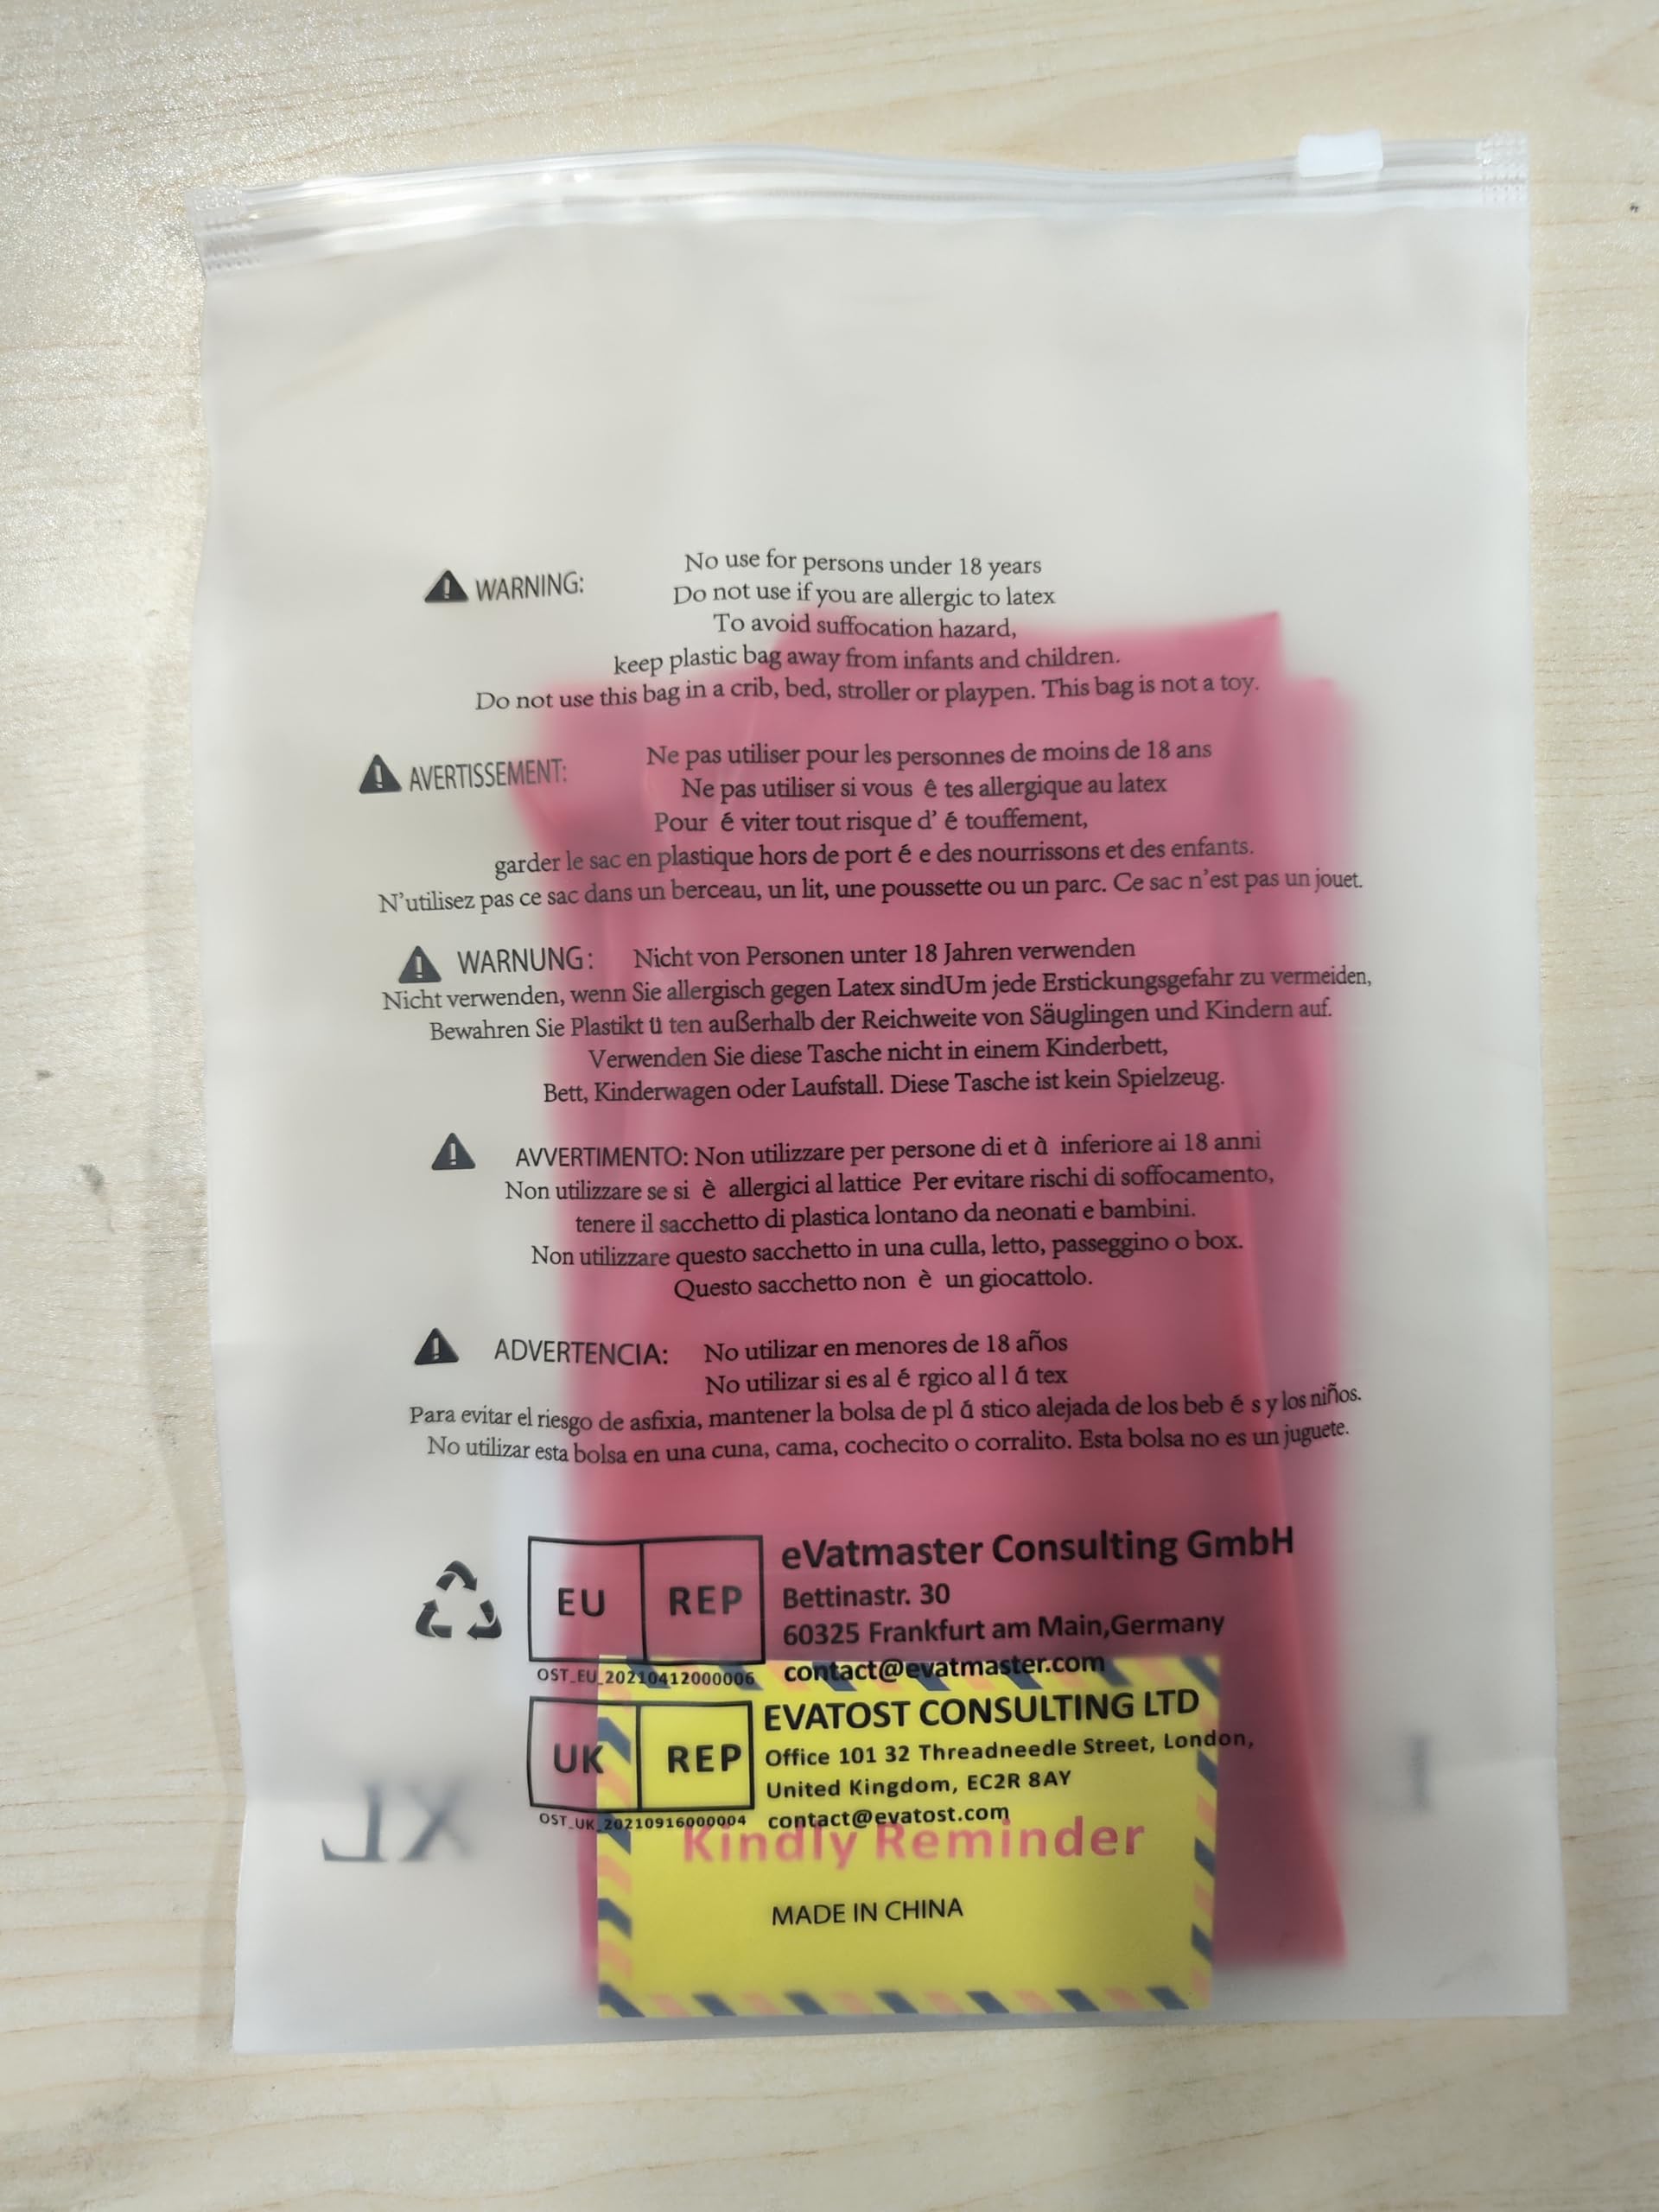 WARNING:
No use for persons under 18 years
Do not use if you are allergic to latex
To avoid suffocation hazard,
keep plastic bag away from infants and children.
Do not use this bag in a crib, bed, stroller or playpen. This bag is not a toy.
AVERTISSEMENT:
Ne pas utiliser pour les personnes de moins de 18 ans
Ne pas utiliser si vous ê tes allergique au latex
Pour é viter tout risque d' é touffement,
garder le sac en plastique hors de port é e des nourrissons et des enfants.
N'utilisez pas ce sac dans un berceau, un lit, une poussette ou un parc. Ce sac n'est pas un jouet.
WARNUNG: Nicht von Personen unter 18 Jahren verwenden
Nicht verwenden, wenn Sie allergisch gegen Latex sindUm jede Erstickungsgefahr zu vermeiden,
Bewahren Sie Plastikt ü ten außerhalb der Reichweite von Säuglingen und Kindern auf.
Verwenden Sie diese Tasche nicht in einem Kinderbett,
Bett, Kinderwagen oder Laufstall. Diese Tasche ist kein Spielzeug.
AVVERTIMENTO: Non utilizzare per persone di et à inferiore ai 18 anni
Non utilizzare se si è allergici al lattice Per evitare rischi di soffocamento,
tenere il sacchetto di plastica lontano da neonati e bambini.
Non utilizzare questo sacchetto in una culla, letto, passeggino o box.
Questo sacchetto non è un giocattolo.
ADVERTENCIA: No utilizar en menores de 18 años
No utilizar si es al é rgico al l á tex
Para evitar el riesgo de asfixia, mantener la bolsa de pl á stico alejada de los beb é s y los niños.
No utilizar esta bolsa en una cuna, cama, cochecito o corralito. Esta bolsa no es un juguete.
EU REP
eVatmaster Consulting GmbH
Bettinastr. 30
60325 Frankfurt am Main,Germany
contact@evatmaster.com
OST_EU_20210412000006
UK REP
EVATOST CONSULTING LTD
Office 101 32 Threadneedle Street, London,
United Kingdom, EC2R 8AY
contact@evatost.com
OST_UK_20210916000004
Kindly Reminder
MADE IN CHINA
XL
L